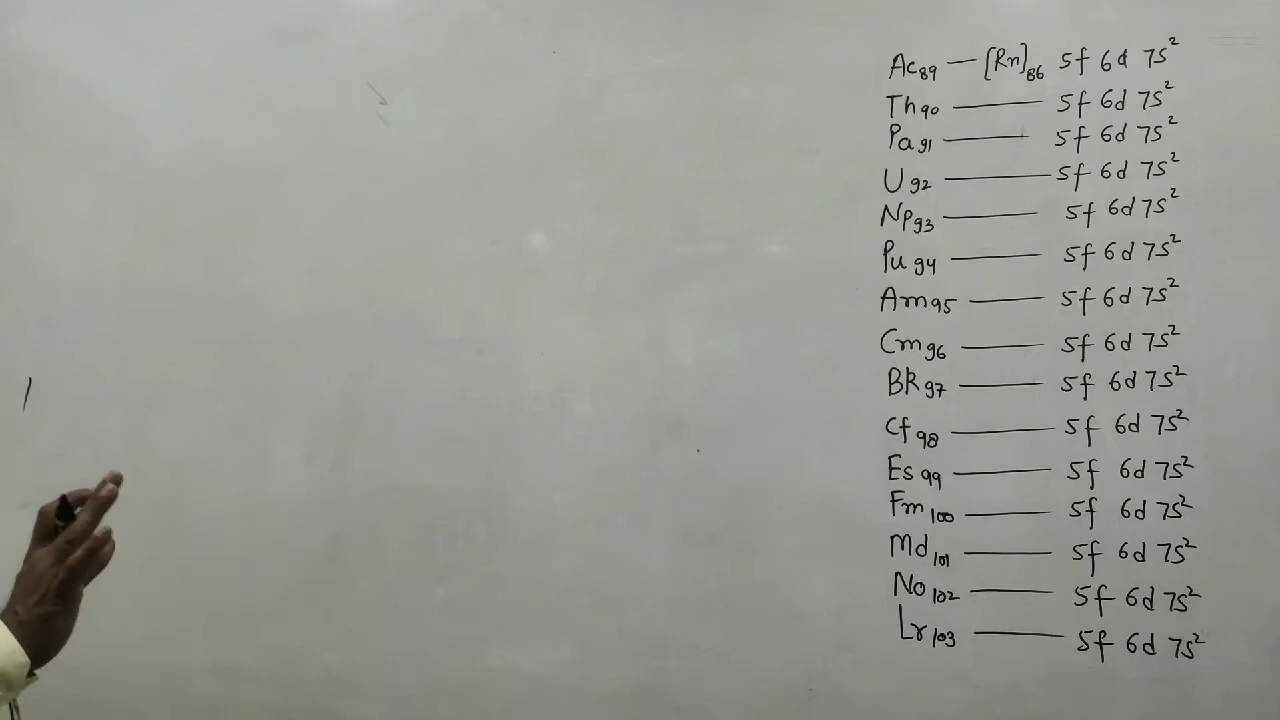 Ac89 — [Rn]86 5f 6d 7s²
Th90 — 5f 6d 7s²
Pa91 — 5f 6d 7s²
U92 — 5f 6d 7s²
Np93 — 5f 6d 7s²
Pu94 — 5f 6d 7s²
Am95 — 5f 6d 7s²
Cm96 — 5f 6d 7s²
BK97 — 5f 6d 7s²
Cf98 — 5f 6d 7s²
Es99 — 5f 6d 7s²
Fm100 — 5f 6d 7s²
Md101 — 5f 6d 7s²
No102 — 5f 6d 7s²
Lr103 — 5f 6d 7s²